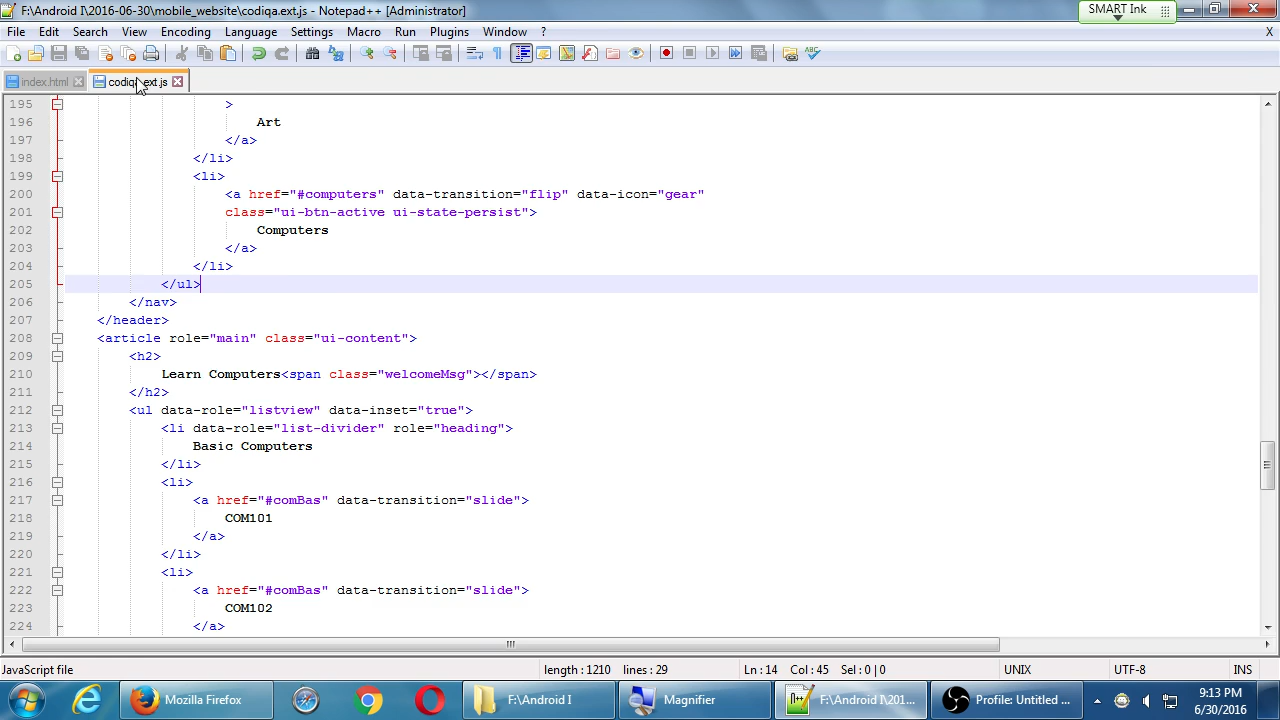 F:\Android I\2016-06-30\mobile_website\codiqa.ext.js - Notepad++ [Administrator]
SMART Ink
File Edit Search View Encoding Language Settings Macro Run Plugins Window ? X
index.html codiqa.ext.js
195 >
196 Art
197 </a>
198 </li>
199 <li>
200 <a href="#computers" data-transition="flip" data-icon="gear"
201 class="ui-btn-active ui-state-persist">
202 Computers
203 </a>
204 </li>
205 </ul>
206 </nav>
207 </header>
208 <article role="main" class="ui-content">
209 <h2>
210 Learn Computers<span class="welcomeMsg"></span>
211 </h2>
212 <ul data-role="listview" data-inset="true">
213 <li data-role="list-divider" role="heading">
214 Basic Computers
215 </li>
216 <li>
217 <a href="#comBas" data-transition="slide">
218 COM101
219 </a>
220 </li>
221 <li>
222 <a href="#comBas" data-transition="slide">
223 COM102
224 </a>
JavaScript file length : 1210 lines : 29 Ln : 14 Col : 45 Sel : 0 | 0 UNIX UTF-8 INS
Mozilla Firefox F:\Android I Magnifier F:\Android I\201... Profile: Untitled ... 9:13 PM
6/30/2016